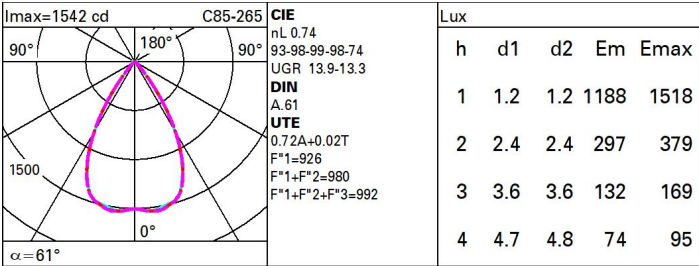 Imax=1542 cd C85-265
90° 180° 90°
1500
0°
α=61°
CIE
nL 0.74
93-98-99-98-74
UGR 13.9-13.3
DIN
A.61
UTE
0.72A+0.02T
F"1=926
F"1+F"2=980
F"1+F"2+F"3=992
Lux
h d1 d2 Em Emax
1 1.2 1.2 1188 1518
2 2.4 2.4 297 379
3 3.6 3.6 132 169
4 4.7 4.8 74 95